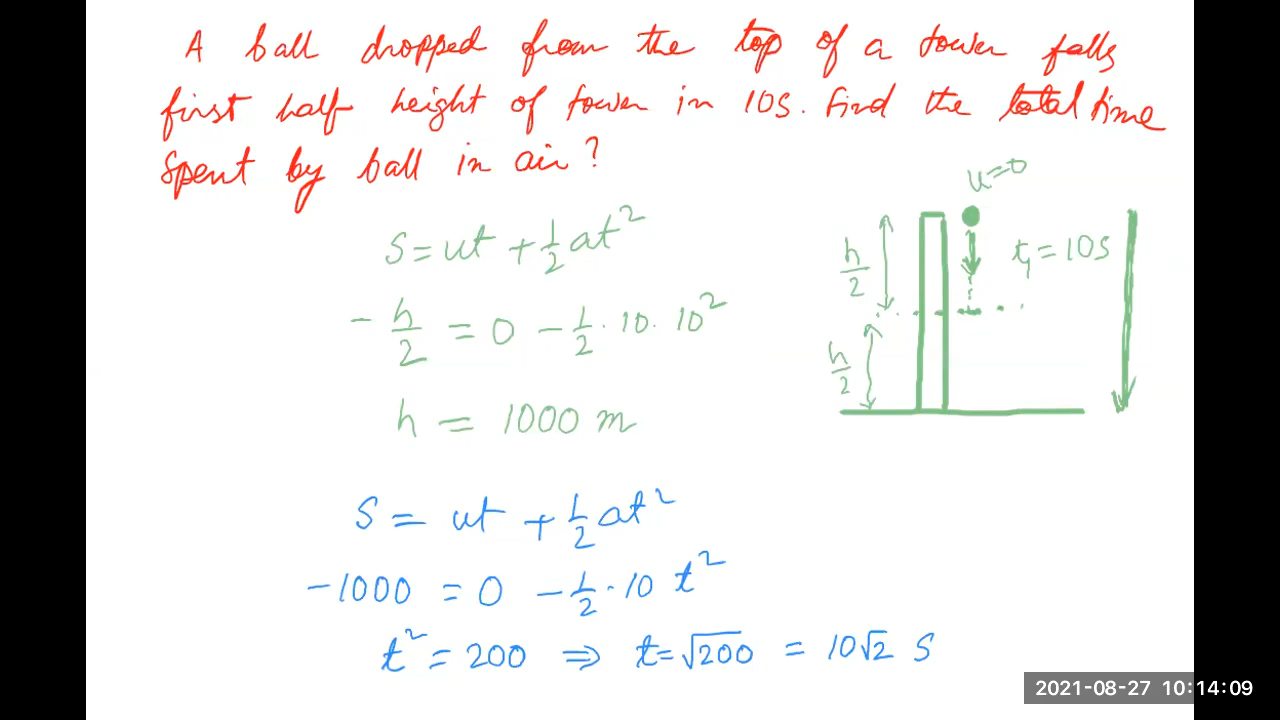 A ball dropped from the top of a tower falls
first half height of tower in 10s. Find the total time
spent by ball in air?
u=0
S = ut + 1/2 at²
h/2
t₁ = 10s
- h/2 = 0 - 1/2 · 10 · 10²
h/2
h = 1000 m
S = ut + 1/2 at²
-1000 = 0 - 1/2 · 10 t²
t² = 200 ⇒ t = √200 = 10√2 s
2021-08-27 10:14:09